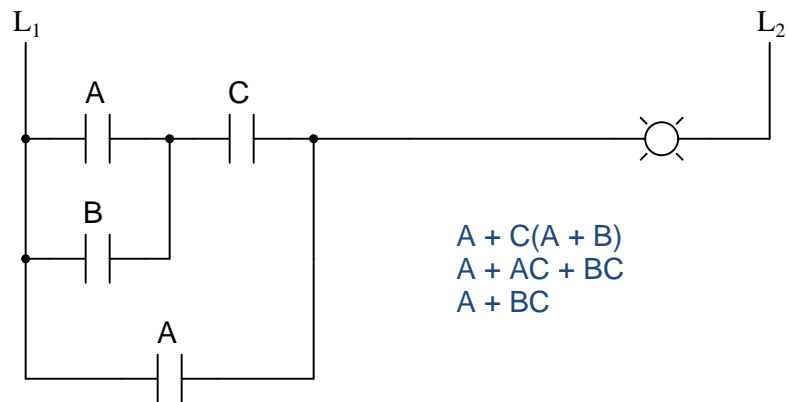 L₁ L₂
A C
B
A + C(A + B)
A + AC + BC
A + BC
A